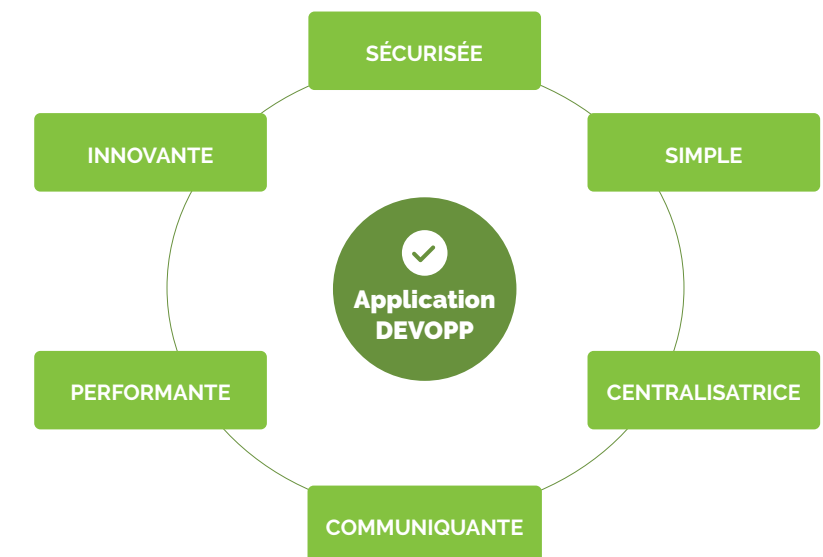 SÉCURISÉE
INNOVANTE
SIMPLE
Application
DEVOPP
PERFORMANTE
CENTRALISATRICE
COMMUNIQUANTE